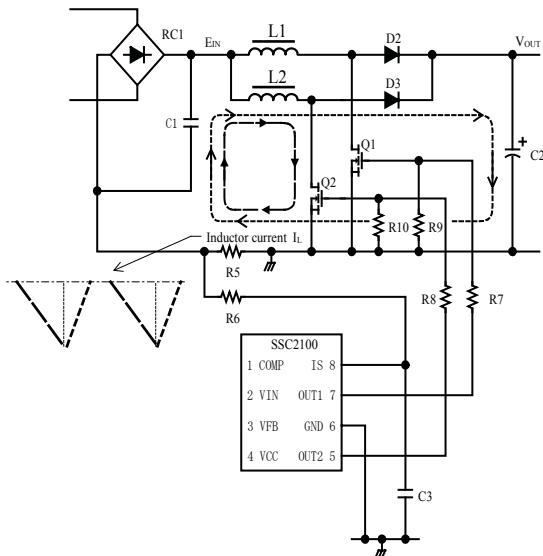 RC1
EIN
L1
D2
VOUT
L2
D3
C1
Q1
C2
Q2
R10
R9
Inductor current IL
R5
R8
R7
R6
SSC2100
1 COMP
IS 8
2 VIN
OUT1 7
3 VFB
GND 6
4 VCC
OUT2 5
C3